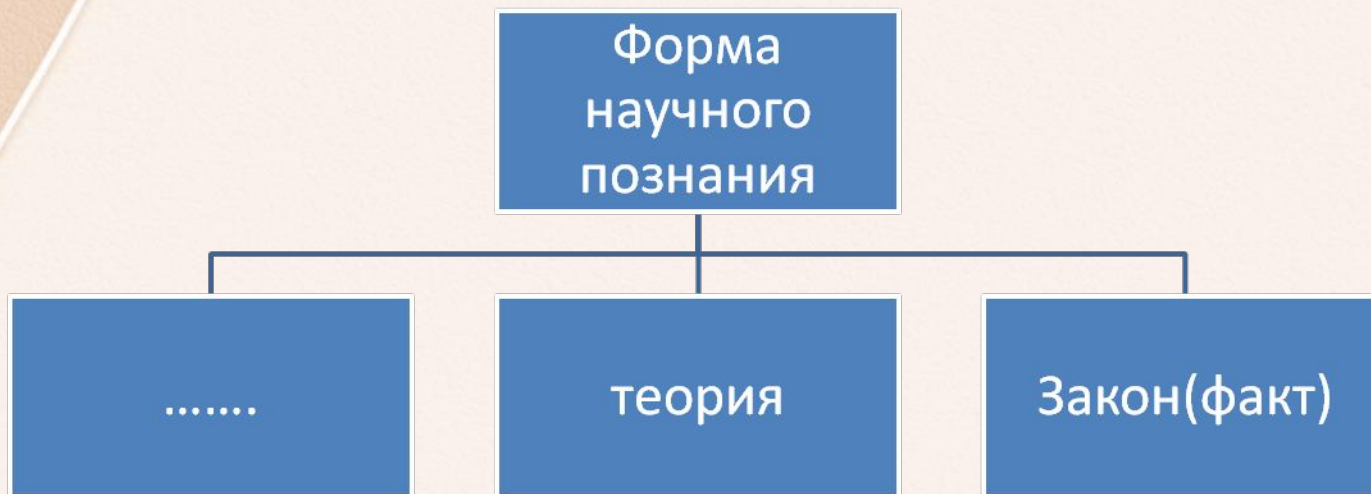 Форма
научного
познания
.......
теория
Закон(факт)